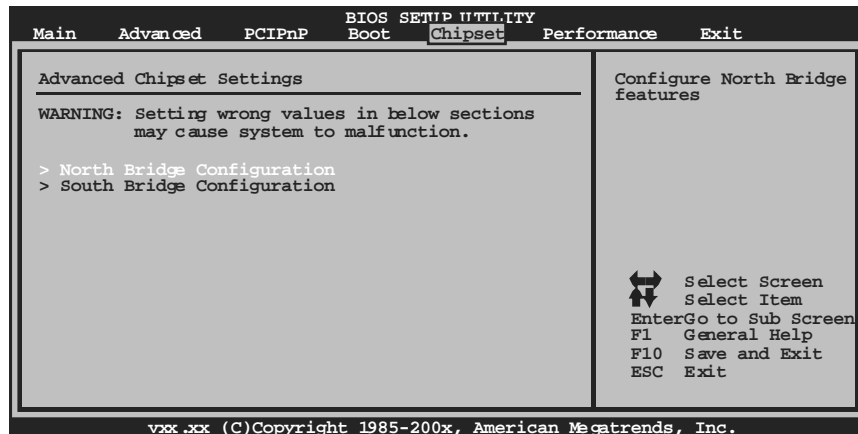 BIOS SETUP UTILITY
Main Advanced PCIPnP Boot Chipset Performance Exit
Advanced Chipset Settings
WARNING: Setting wrong values in below sections
may cause system to malfunction.
> North Bridge Configuration
> South Bridge Configuration
Configure North Bridge
features
Select Screen
Select Item
EnterGo to Sub Screen
F1 General Help
F10 Save and Exit
ESC Exit
vxx.xx (C)Copyright 1985-200x, American Megatrends, Inc.